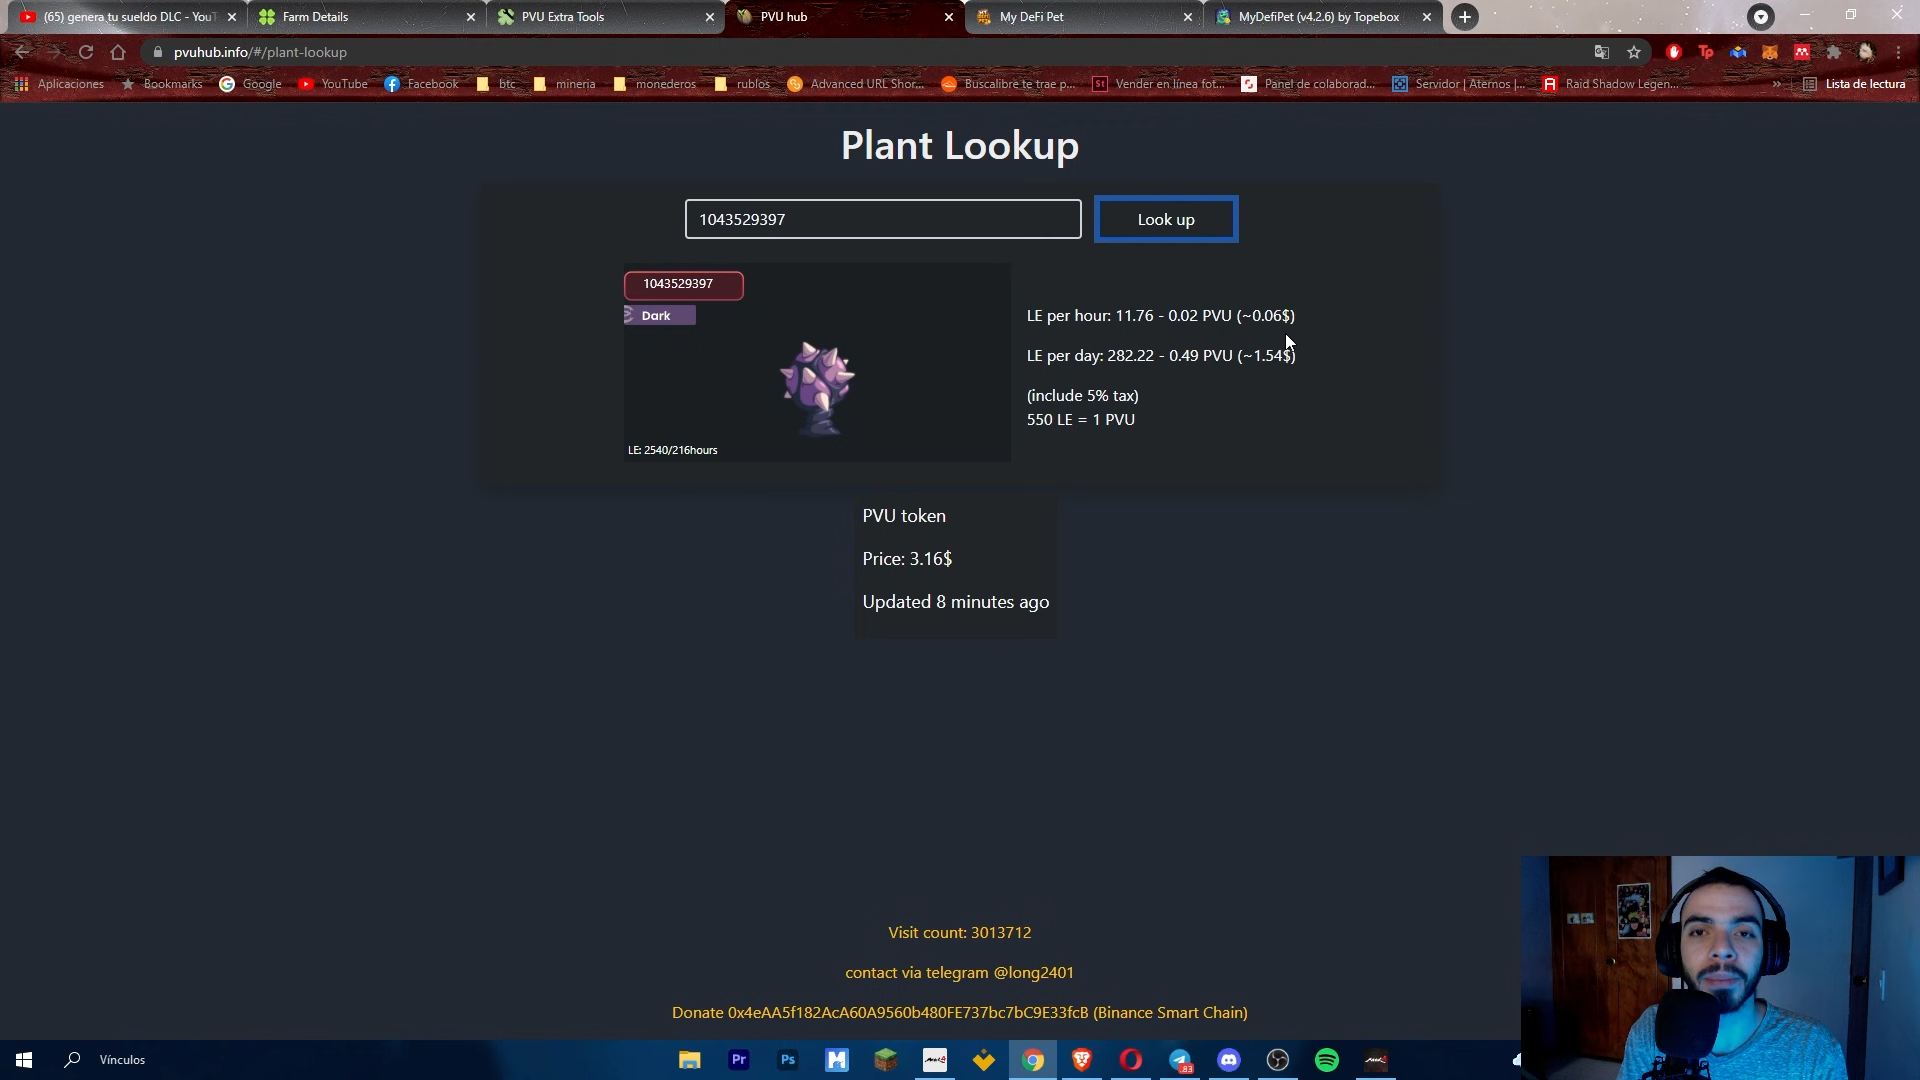 (65) genera tu sueldo DLC - YouT
Farm Details
PVU Extra Tools
PVU hub
My DeFi Pet
MyDefiPet (v4.2.6) by Topebox
pvuhub.info/#/plant-lookup
Aplicaciones
Bookmarks
Google
YouTube
Facebook
btc
mineria
monederos
rublos
Advanced URL Shor...
Buscalibre te trae p...
Vender en línea fot...
Panel de colaborad...
Servidor | Aternos |...
Raid Shadow Legen...
»
Lista de lectura
Plant Lookup
1043529397
Look up
1043529397
Dark
LE: 2540/216hours
LE per hour: 11.76 - 0.02 PVU (~0.06$)
LE per day: 282.22 - 0.49 PVU (~1.54$)
(include 5% tax)
550 LE = 1 PVU
PVU token
Price: 3.16$
Updated 8 minutes ago
Visit count: 3013712
contact via telegram @long2401
Donate 0x4eAA5f182AcA60A9560b480FE737bc7bC9E33fcB (Binance Smart Chain)
Vínculos
Pr
Ps
83